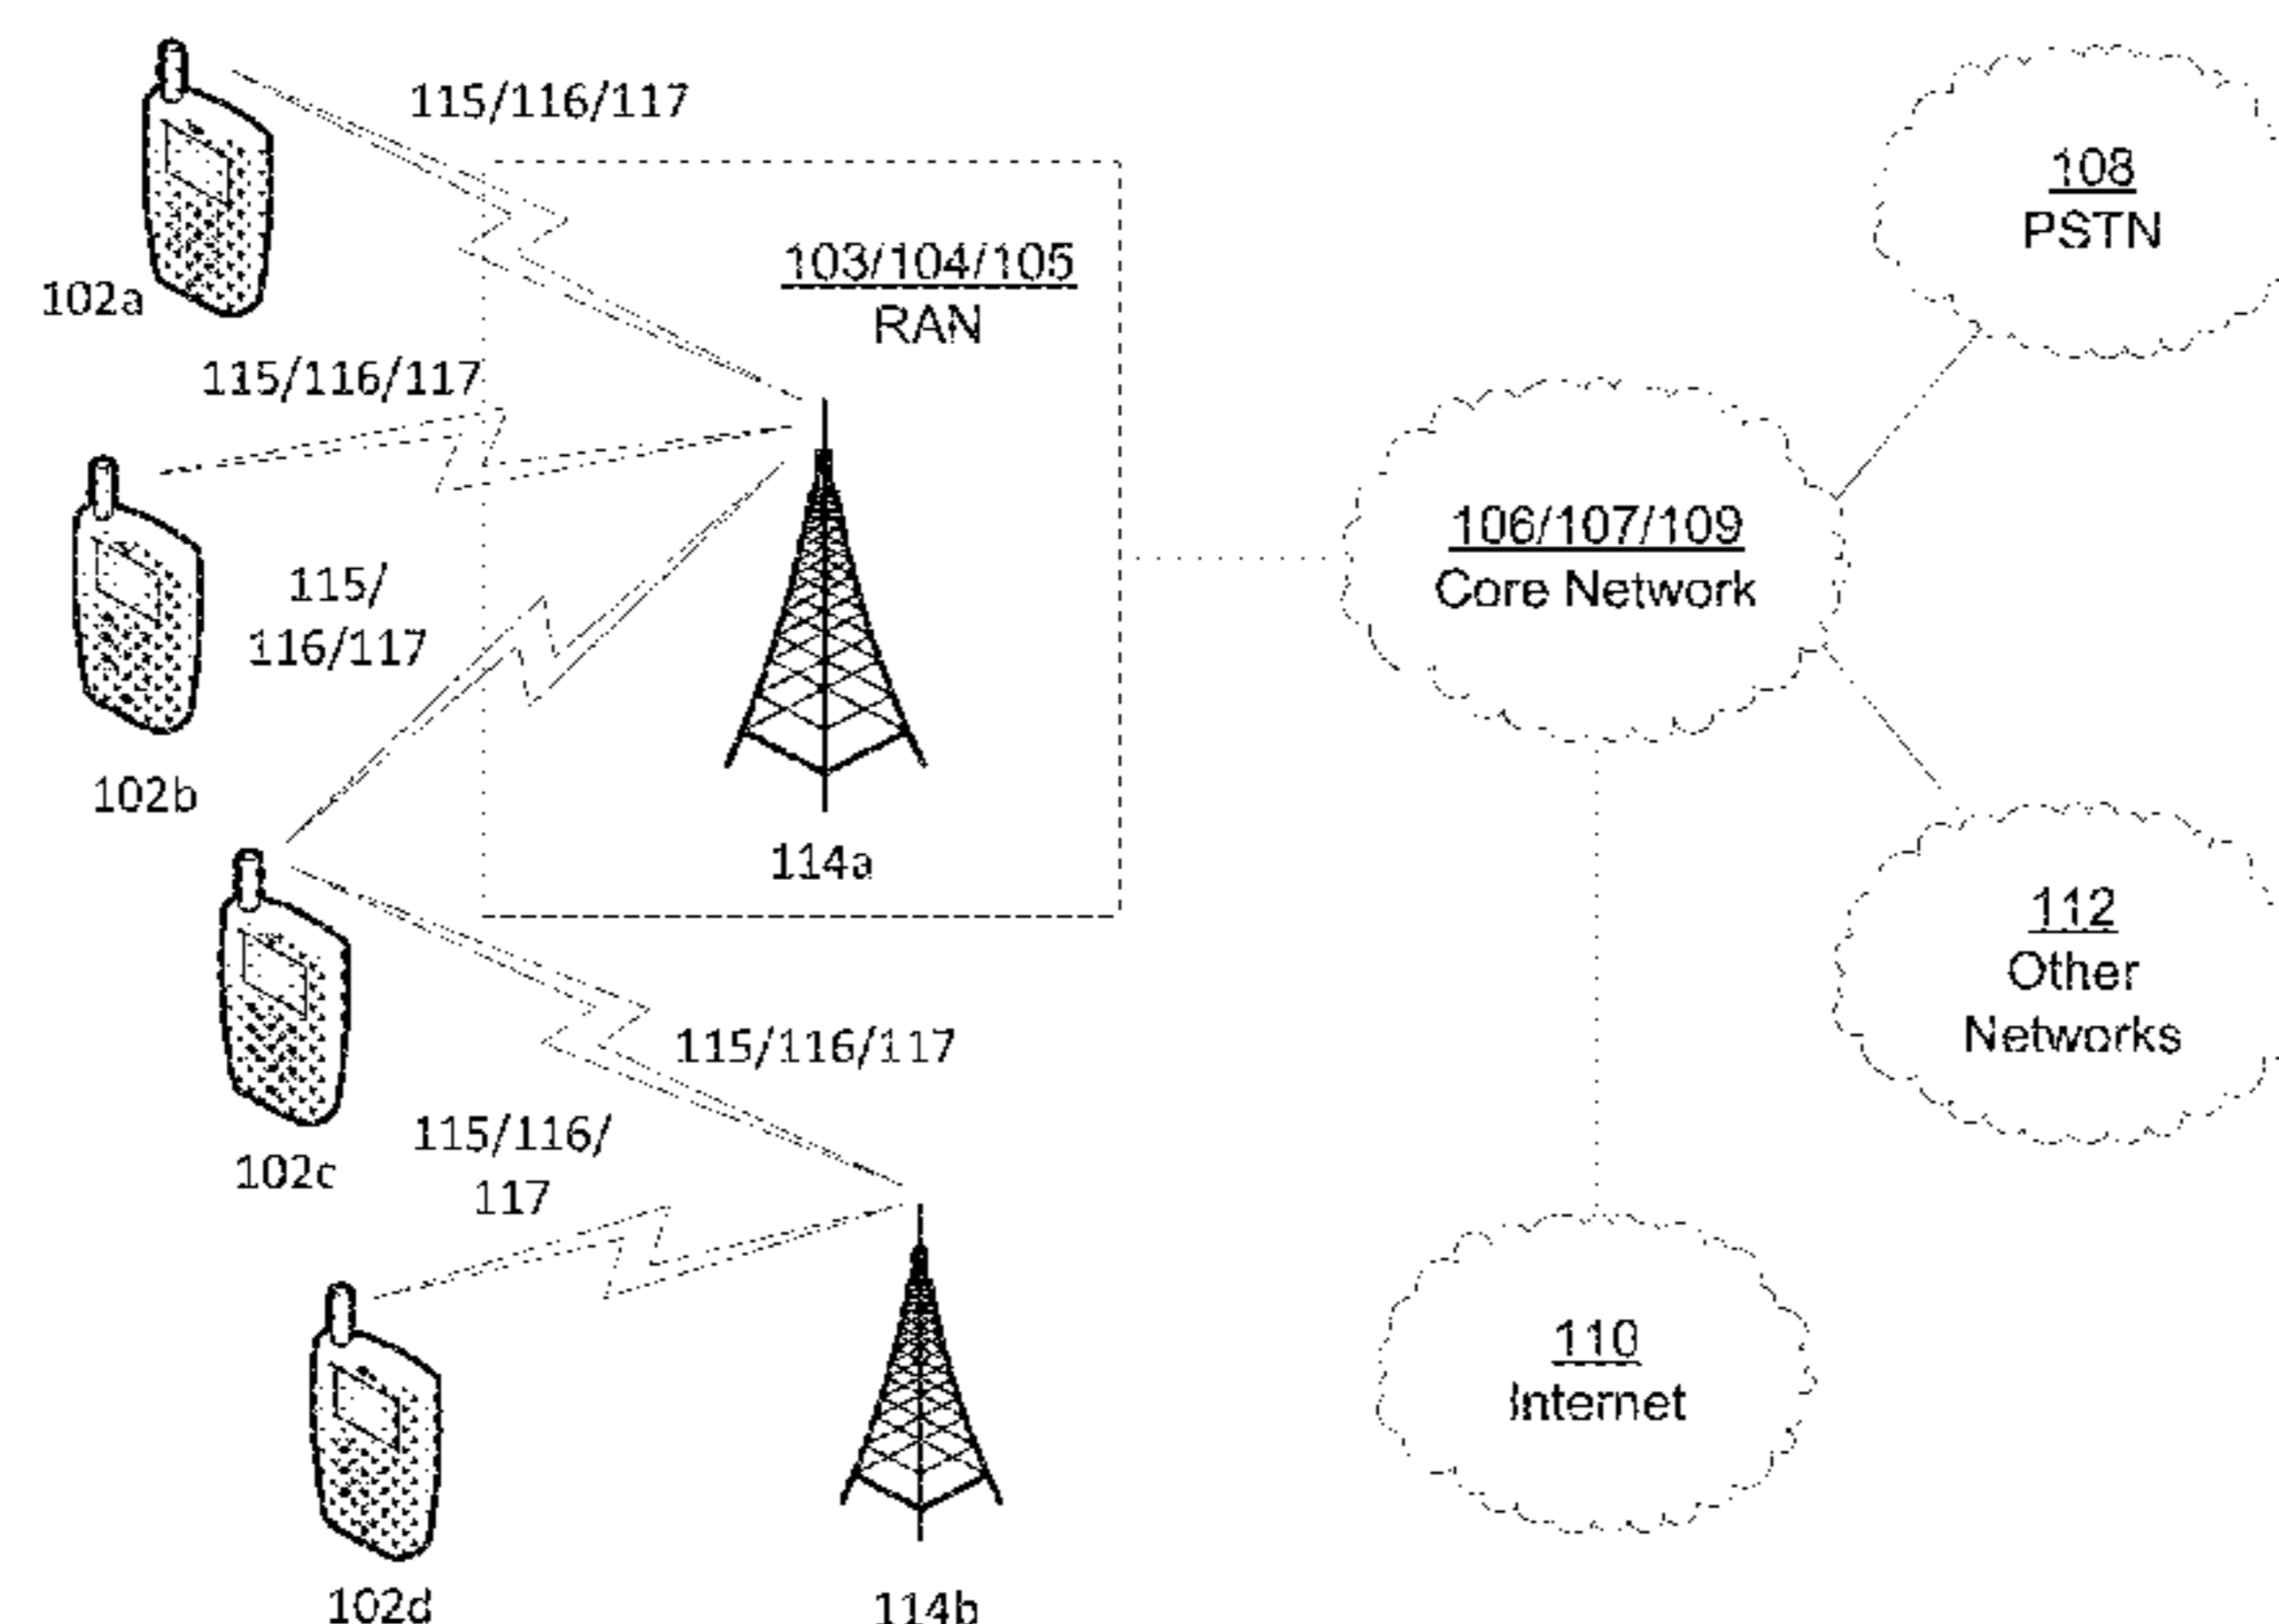 115/116/117
108
PSTN
103/104/105
RAN
102a
115/116/117
106/107/109
Core Network
115/
116/117
102b
114a
112
Other
Networks
115/116/117
115/116/
117
102c
110
Internet
102d
114b